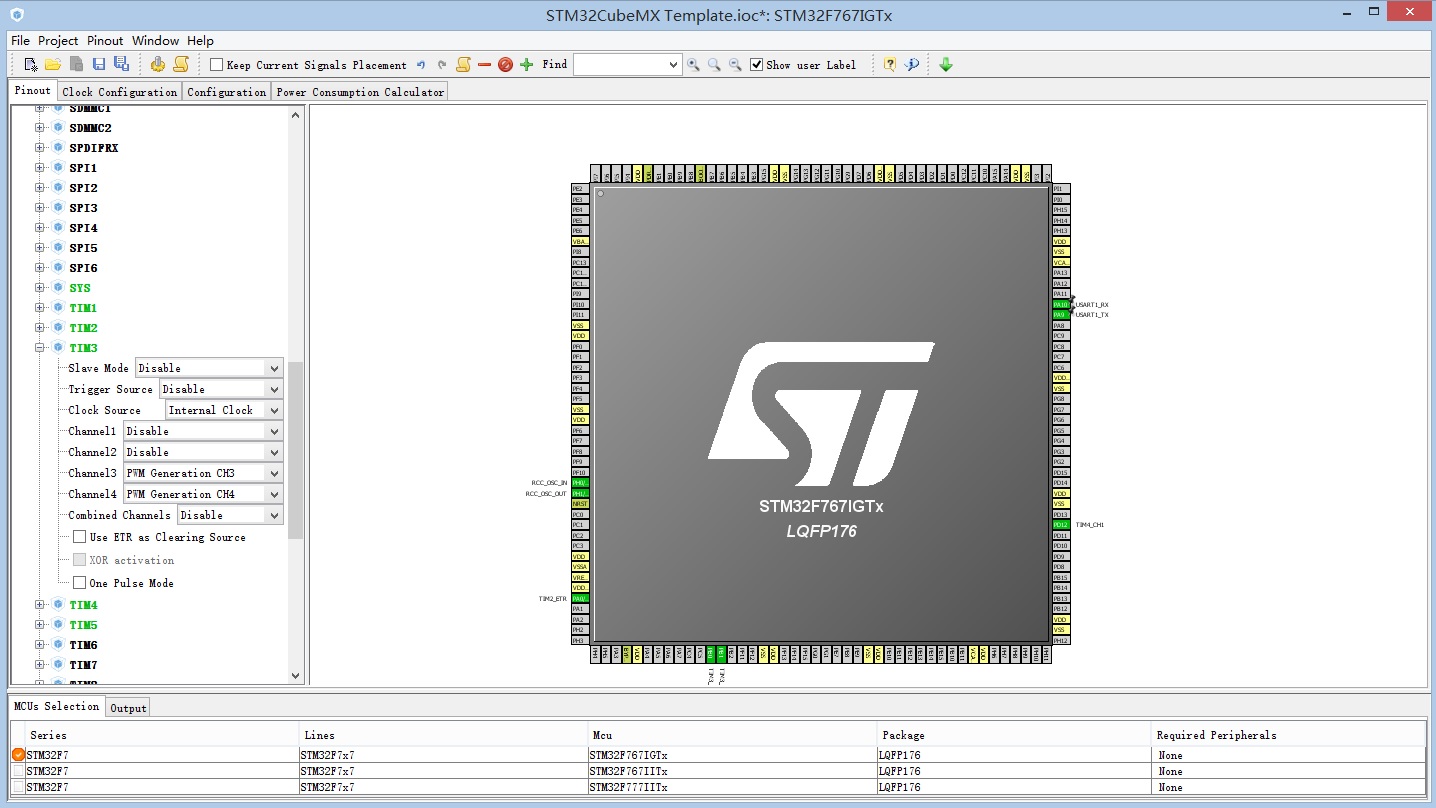 STM32CubeMX Template.ioc*: STM32F767IGTx
File Project Pinout Window Help
Keep Current Signals Placement Find Show user Label
Pinout Clock Configuration Configuration Power Consumption Calculator
SDMMC1
SDMMC2
SPDIFRX
SPI1
SPI2
SPI3
SPI4
SPI5
SPI6
SYS
TIM1
TIM2
TIM3
Slave Mode Disable
Trigger Source Disable
Clock Source Internal Clock
Channel1 Disable
Channel2 Disable
Channel3 PWM Generation CH3
Channel4 PWM Generation CH4
Combined Channels Disable
Use ETR as Clearing Source
XOR activation
One Pulse Mode
TIM4
TIM5
TIM6
TIM7
PE2
PE3
PE4
PE5
PE6
VBA..
PI8
PC13
PC1..
PC1..
PI9
PI10
PI11
VSS
VDD
PF0
PF1
PF2
PF3
PF4
PF5
VSS
VDD
PF6
PF7
PF8
PF9
PF10
RCC_OSC_IN PH0/..
RCC_OSC_OUT PH1/..
NRST
PC0
PC1
PC2
PC3
VDD
VSSA
VRE..
VDD..
TIM2_ETR PA0/..
PA1
PA2
PH2
PH3
STM32F767IGTx
LQFP176
PI1
PI0
PH15
PH14
PH13
VDD
VSS
VCA..
PA13
PA12
PA11
PA10 USART1_RX
PA9 USART1_TX
PA8
PC9
PC8
PC7
PC6
VDD..
VSS
PG8
PG7
PG6
PG5
PG4
PG3
PG2
PD15
PD14
VDD
VSS
PD13
PD12 TIM4_CH1
PD11
PD10
PD9
PD8
PB15
PB14
PB13
PB12
VDD
VSS
PH12
MCUs Selection Output
Series Lines Mcu Package Required Peripherals
STM32F7 STM32F7x7 STM32F767IGTx LQFP176 None
STM32F7 STM32F7x7 STM32F767IITx LQFP176 None
STM32F7 STM32F7x7 STM32F777IITx LQFP176 None